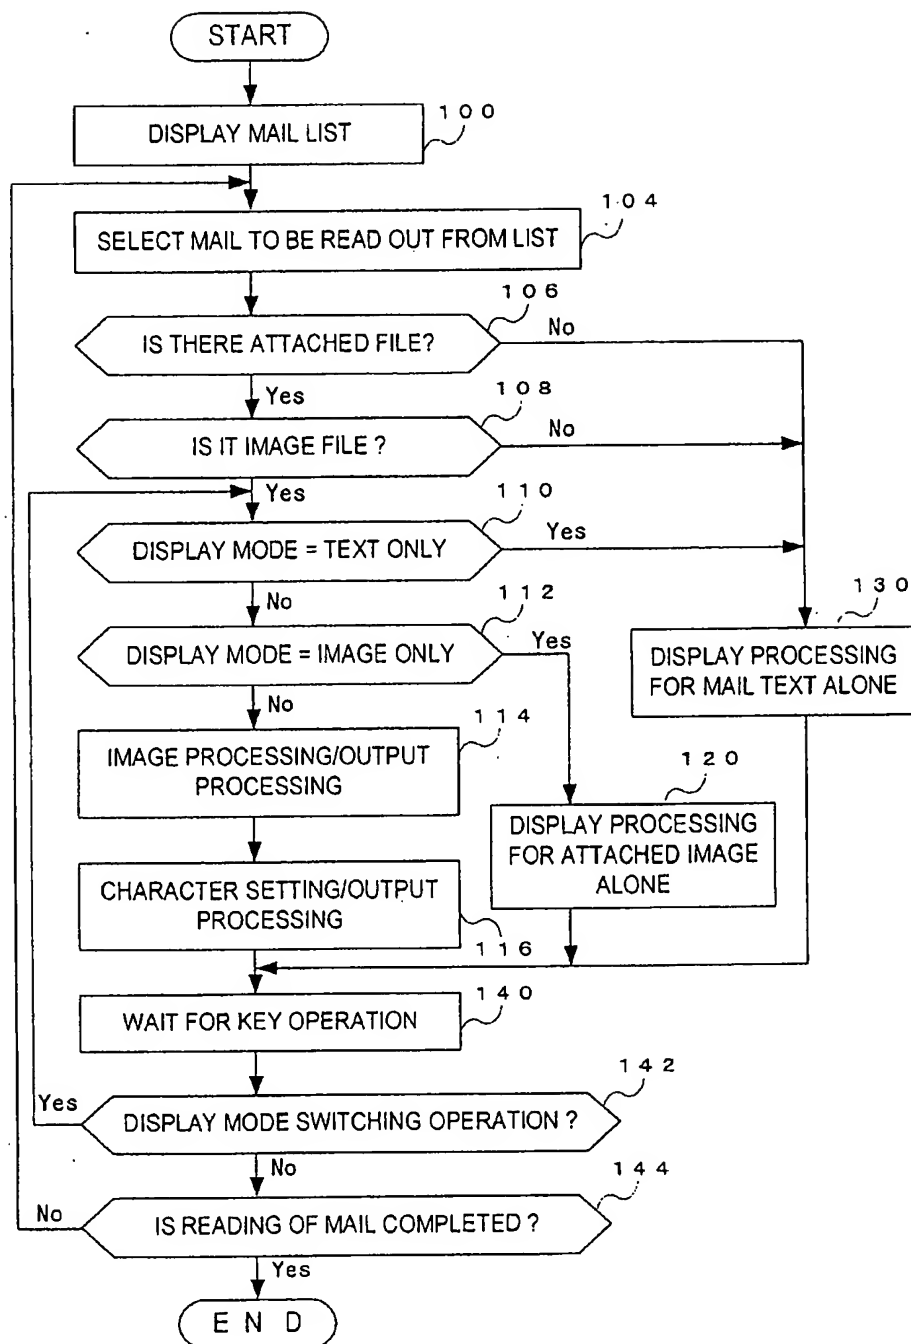 START
100
DISPLAY MAIL LIST
104
SELECT MAIL TO BE READ OUT FROM LIST
106
IS THERE ATTACHED FILE?
No
Yes
108
IS IT IMAGE FILE ?
No
Yes
110
DISPLAY MODE = TEXT ONLY
Yes
No
112
DISPLAY MODE = IMAGE ONLY
Yes
No
130
DISPLAY PROCESSING
FOR MAIL TEXT ALONE
114
IMAGE PROCESSING/OUTPUT
PROCESSING
120
DISPLAY PROCESSING
FOR ATTACHED IMAGE
ALONE
CHARACTER SETTING/OUTPUT
PROCESSING
116
140
WAIT FOR KEY OPERATION
142
Yes
DISPLAY MODE SWITCHING OPERATION ?
No
144
No
IS READING OF MAIL COMPLETED ?
Yes
E N D